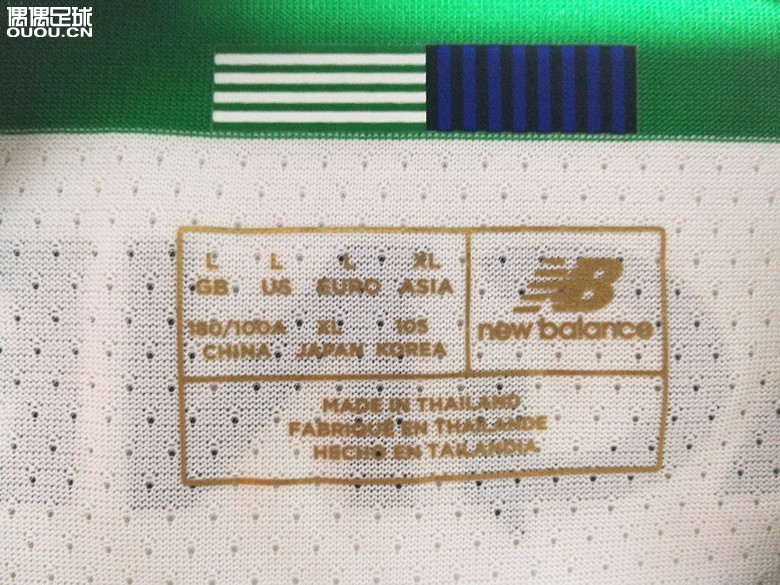 偶偶足球
OUOU.CN
L L L XL
GB US EURO ASIA
180/100A XL 105
CHINA JAPAN KOREA
new balance
MADE IN THAILAND
FABRIQUE EN THAILANDE
HECHO EN TAILANDIA